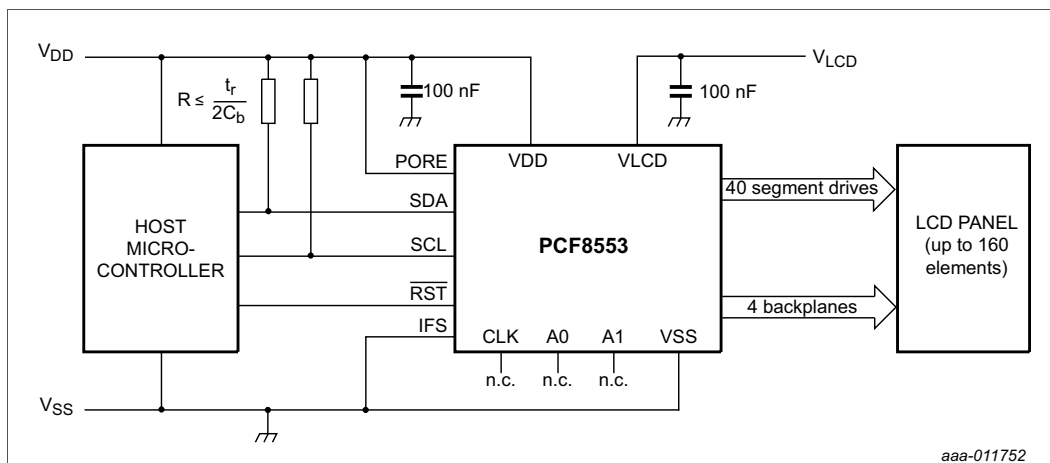 VDD
VLCD
R ≤ tr
2Cb
100 nF
100 nF
PORE
VDD
VLCD
SDA
40 segment drives
HOST
MICRO-
CONTROLLER
SCL
PCF8553
LCD PANEL
(up to 160
elements)
RST
4 backplanes
IFS
CLK
A0
A1
VSS
n.c.
n.c.
n.c.
VSS
aaa-011752